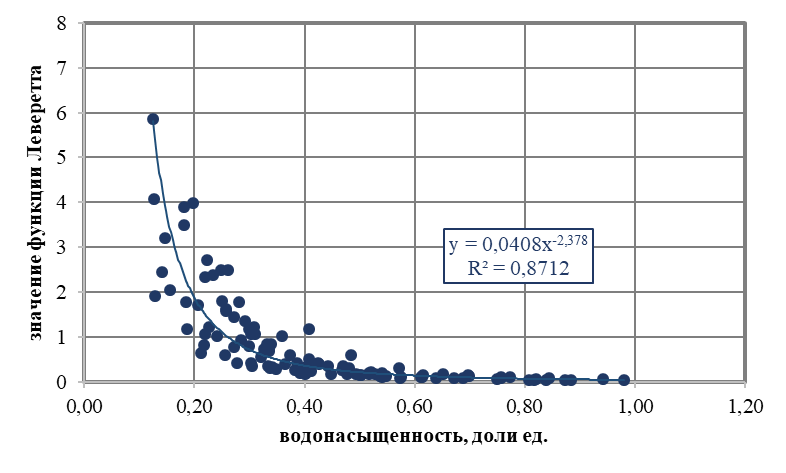 8
7
6
5
4
3
2
1
0
значение функции Леверетта
y = 0,0408x^-2,378
R² = 0,8712
0,00 0,20 0,40 0,60 0,80 1,00 1,20
водонасыщенность, доли ед.